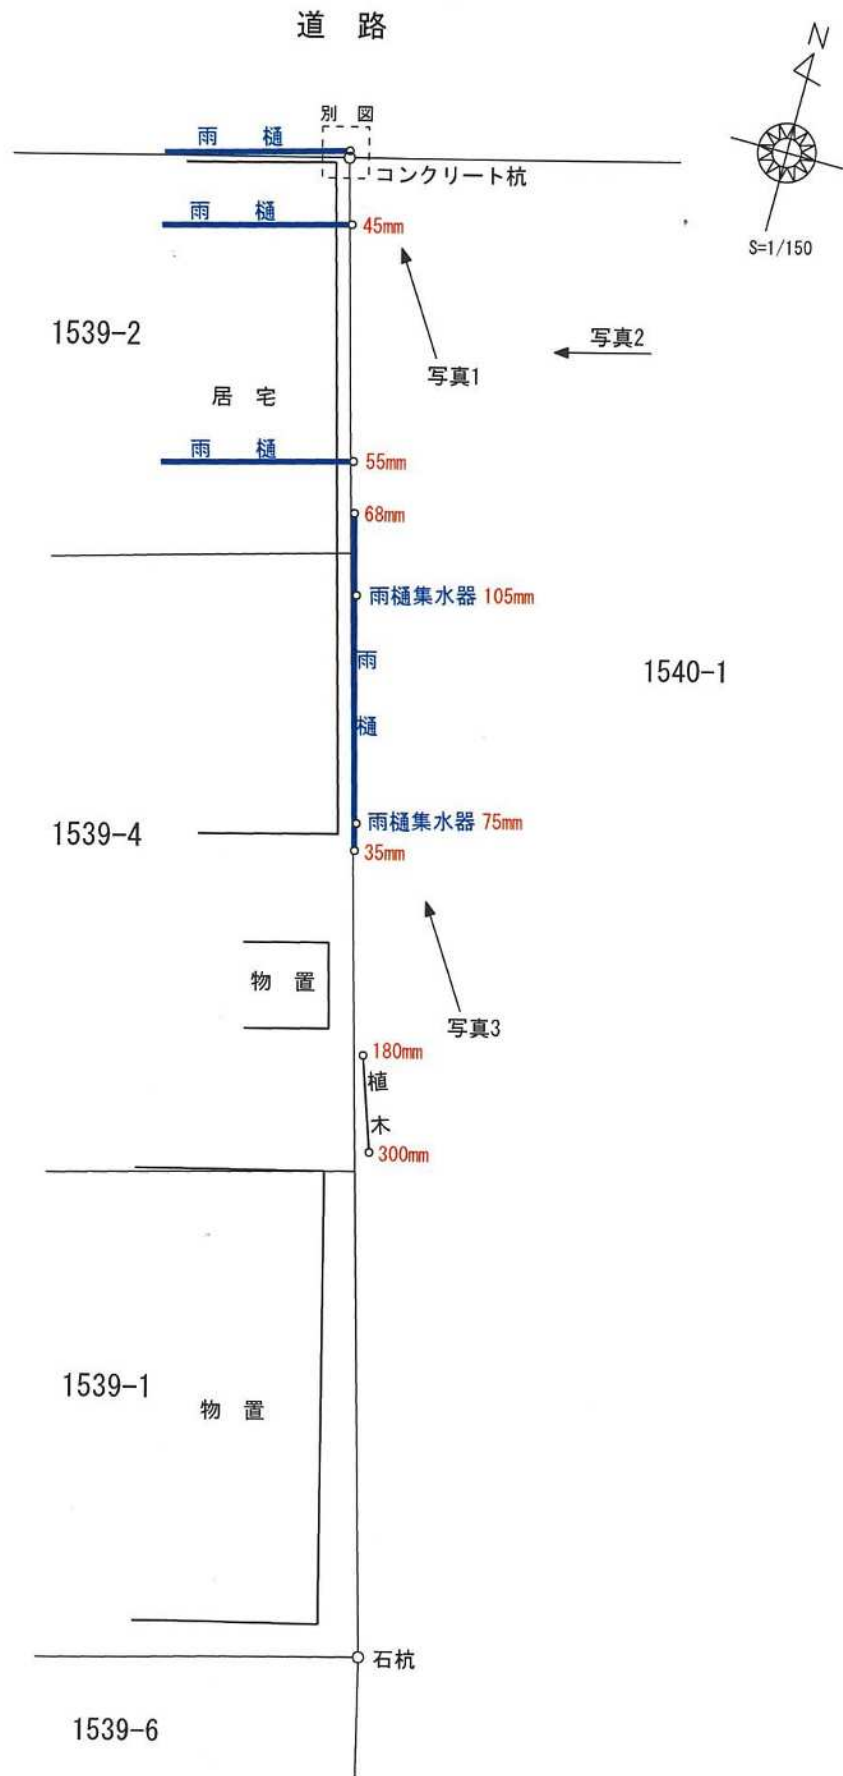 道 路
N
別 図
雨 樋
コンクリート杭
雨 樋
45mm
S=1/150
1539-2
写真2
写真1
居 宅
雨 樋
55mm
68mm
雨樋集水器 105mm
雨
樋
1540-1
雨樋集水器 75mm
1539-4
35mm
物 置
写真3
180mm
植
木
300mm
1539-1
物 置
石杭
1539-6